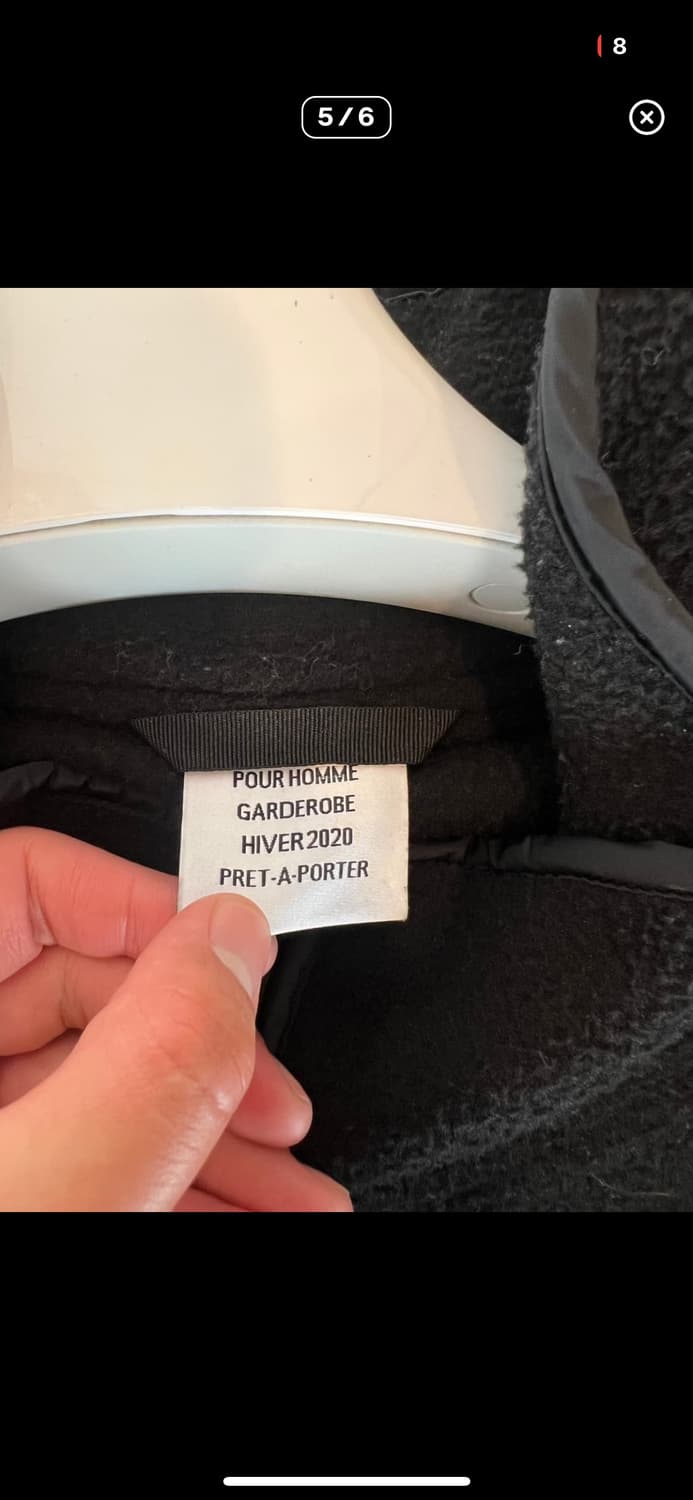 8
5/6
POUR HOMME
GARDEROBE
HIVER 2020
PRET-A-PORTER